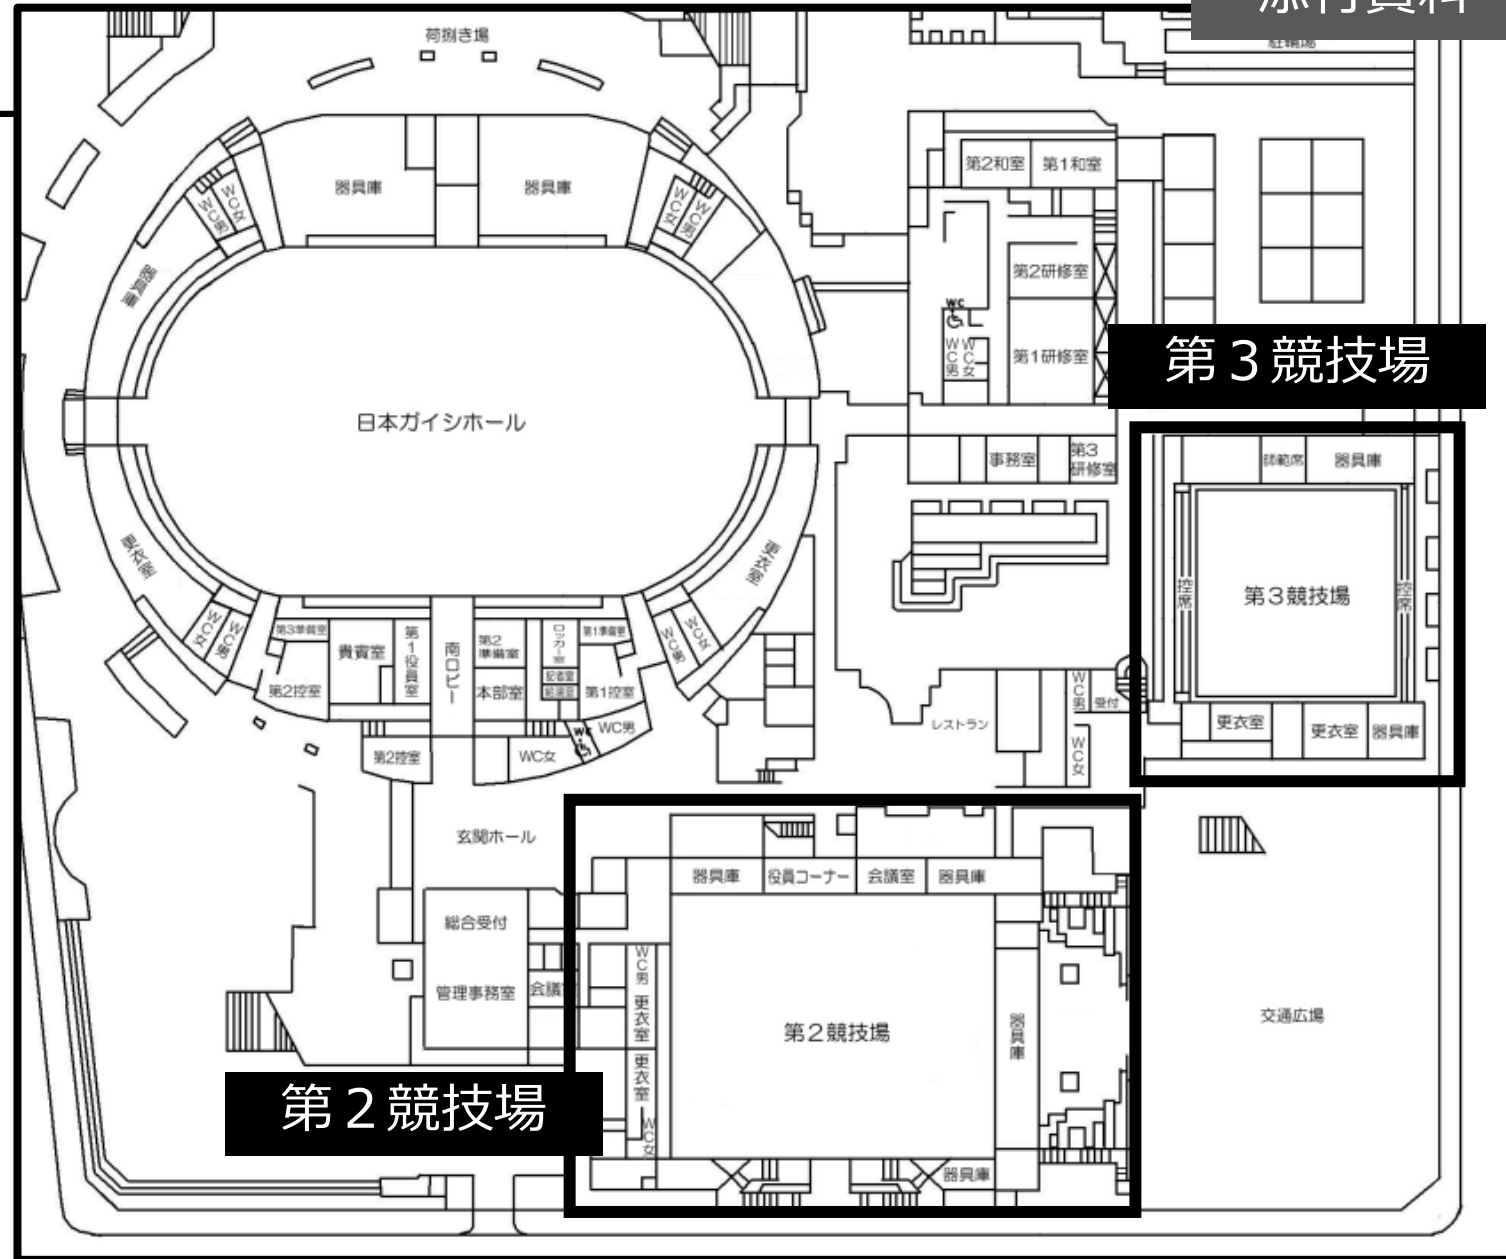 添付資料
荷捌き場
駐輪場
器具庫
器具庫
WC女
WC男
WC女
WC男
第2和室
第1和室
器具庫
第2研修室
WC
WC男
WC女
第1研修室
第３競技場
日本ガイシホール
事務室
第3
研修室
師範席
器具庫
更衣室
更衣室
控席
第３競技場
控席
WC女
WC男
第3準備室
貴賓室
第1役員室
南ロビー
第2
準備室
ロッカー室
第1準備室
WC男
WC女
第2控室
本部室
記者室
第1控室
WC男
受付
レストラン
更衣室
更衣室
器具庫
第2控室
WC女
WC
WC男
WC女
玄関ホール
器具庫
役員コーナー
会議室
器具庫
総合受付
WC男
管理事務室
会議室
更衣室
第２競技場
器具庫
交通広場
更衣室
第２競技場
WC女
器具庫